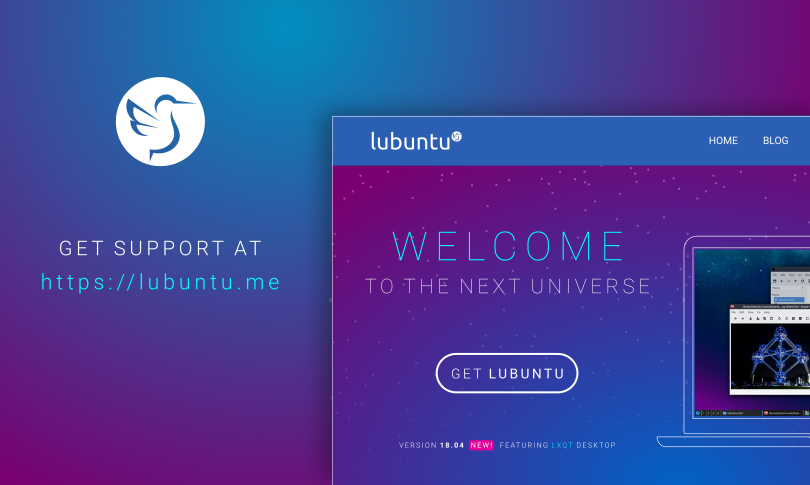 GET SUPPORT AT
https://lubuntu.me
lubuntu
HOME BLOG
WELCOME
TO THE NEXT UNIVERSE
GET LUBUNTU
VERSION 18.04 NEW! FEATURING LXQT DESKTOP